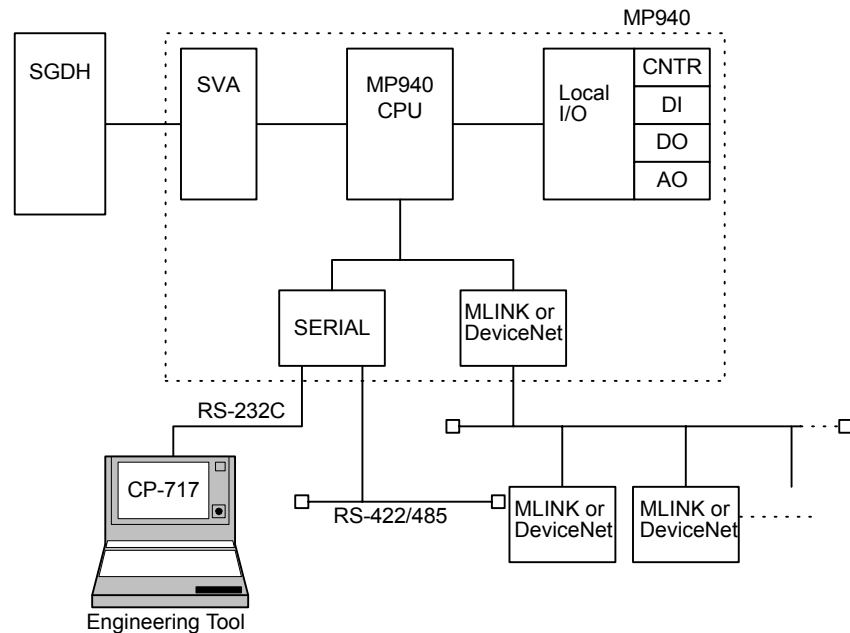 MP940
SGDH
SVA
MP940
CPU
Local
I/O
CNTR
DI
DO
AO
SERIAL
MLINK or
DeviceNet
RS-232C
CP-717
RS-422/485
MLINK or
DeviceNet
MLINK or
DeviceNet
Engineering Tool